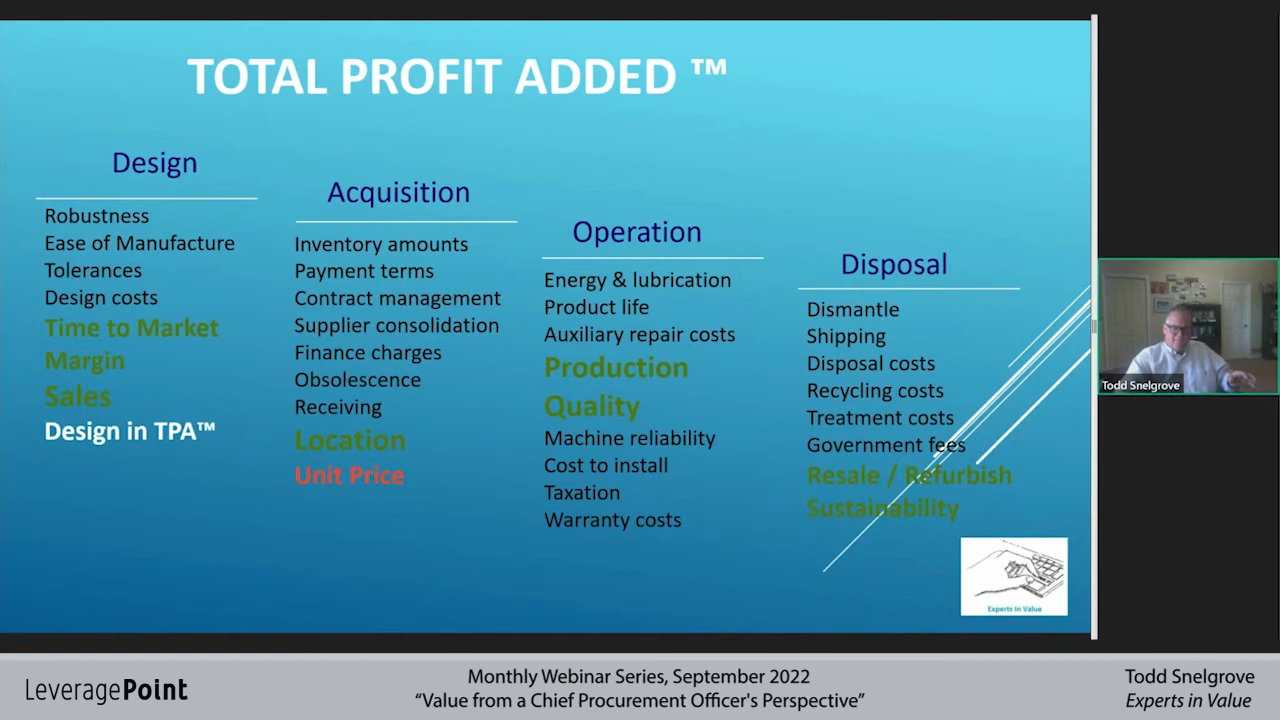 TOTAL PROFIT ADDED ™
Design
Robustness
Ease of Manufacture
Tolerances
Design costs
Time to Market
Margin
Sales
Design in TPA™
Acquisition
Inventory amounts
Payment terms
Contract management
Supplier consolidation
Finance charges
Obsolescence
Receiving
Location
Unit Price
Operation
Energy & lubrication
Product life
Auxiliary repair costs
Production
Quality
Machine reliability
Cost to install
Taxation
Warranty costs
Disposal
Dismantle
Shipping
Disposal costs
Recycling costs
Treatment costs
Government fees
Resale / Refurbish
Sustainability
Experts In Value
Todd Snelgrove
LeveragePoint
Monthly Webinar Series, September 2022
“Value from a Chief Procurement Officer's Perspective”
Todd Snelgrove
Experts in Value